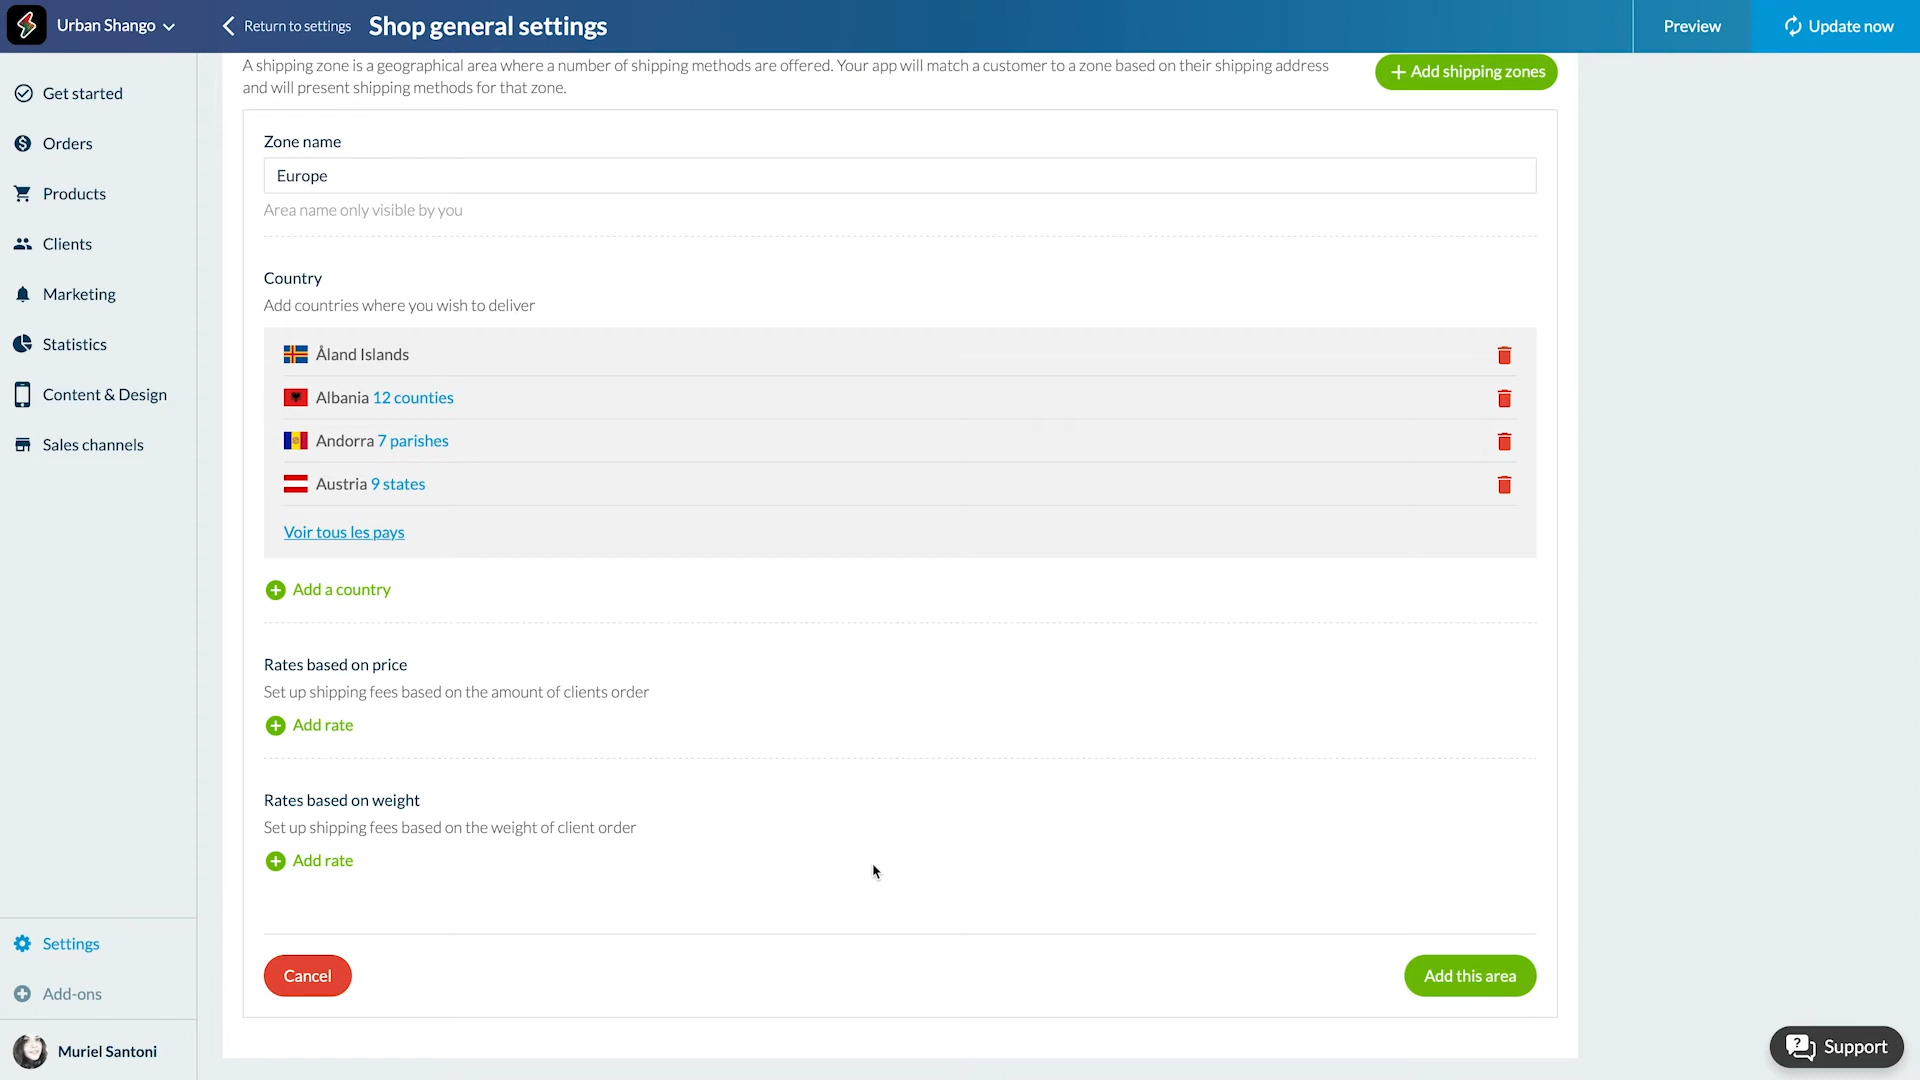 Urban Shango
Return to settings
Shop general settings
Preview
Update now
Get started
Orders
Products
Clients
Marketing
Statistics
Content & Design
Sales channels
Settings
Add-ons
Muriel Santoni
A shipping zone is a geographical area where a number of shipping methods are offered. Your app will match a customer to a zone based on their shipping address
and will present shipping methods for that zone.
+ Add shipping zones
Zone name
Europe
Area name only visible by you
Country
Add countries where you wish to deliver
Åland Islands
Albania 12 counties
Andorra 7 parishes
Austria 9 states
Voir tous les pays
Add a country
Rates based on price
Set up shipping fees based on the amount of clients order
Add rate
Rates based on weight
Set up shipping fees based on the weight of client order
Add rate
Cancel
Add this area
Support